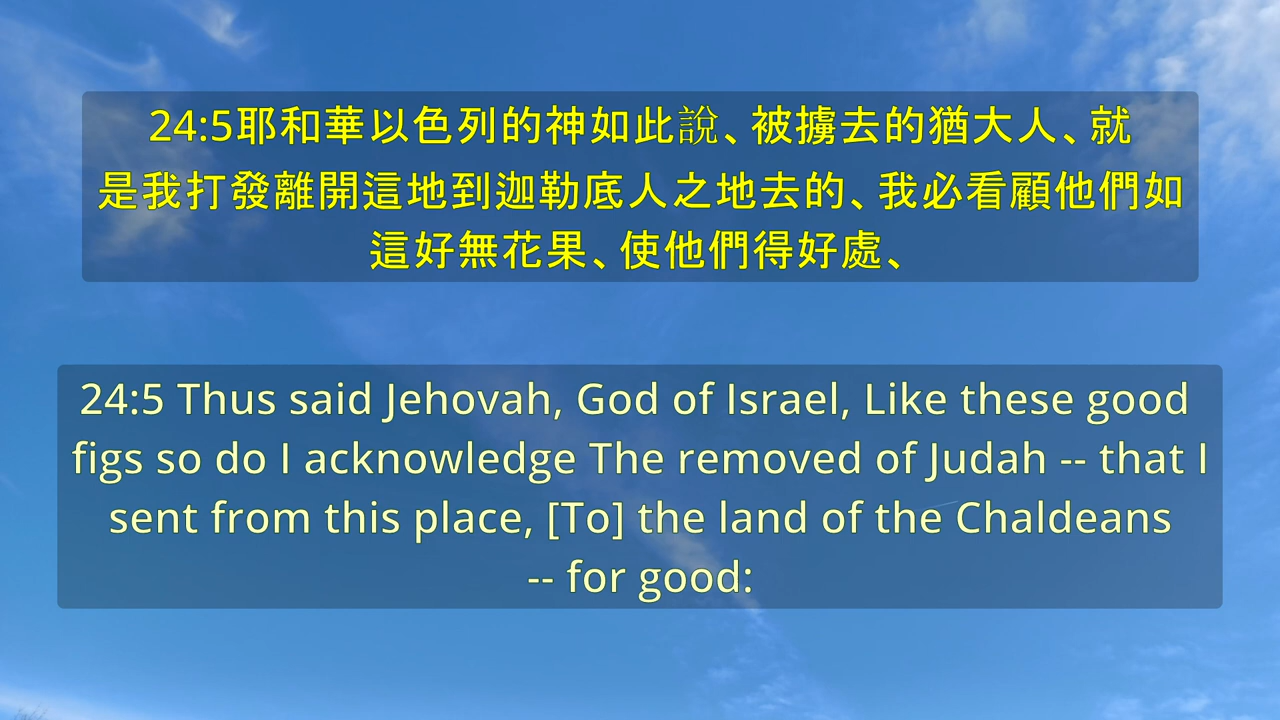 24:5耶和華以色列的神如此說、被擄去的猶大人、就
是我打發離開這地到迦勒底人之地去的、我必看顧他們如
這好無花果、使他們得好處、
24:5 Thus said Jehovah, God of Israel, Like these good
figs so do I acknowledge The removed of Judah -- that I
sent from this place, [To] the land of the Chaldeans
-- for good: